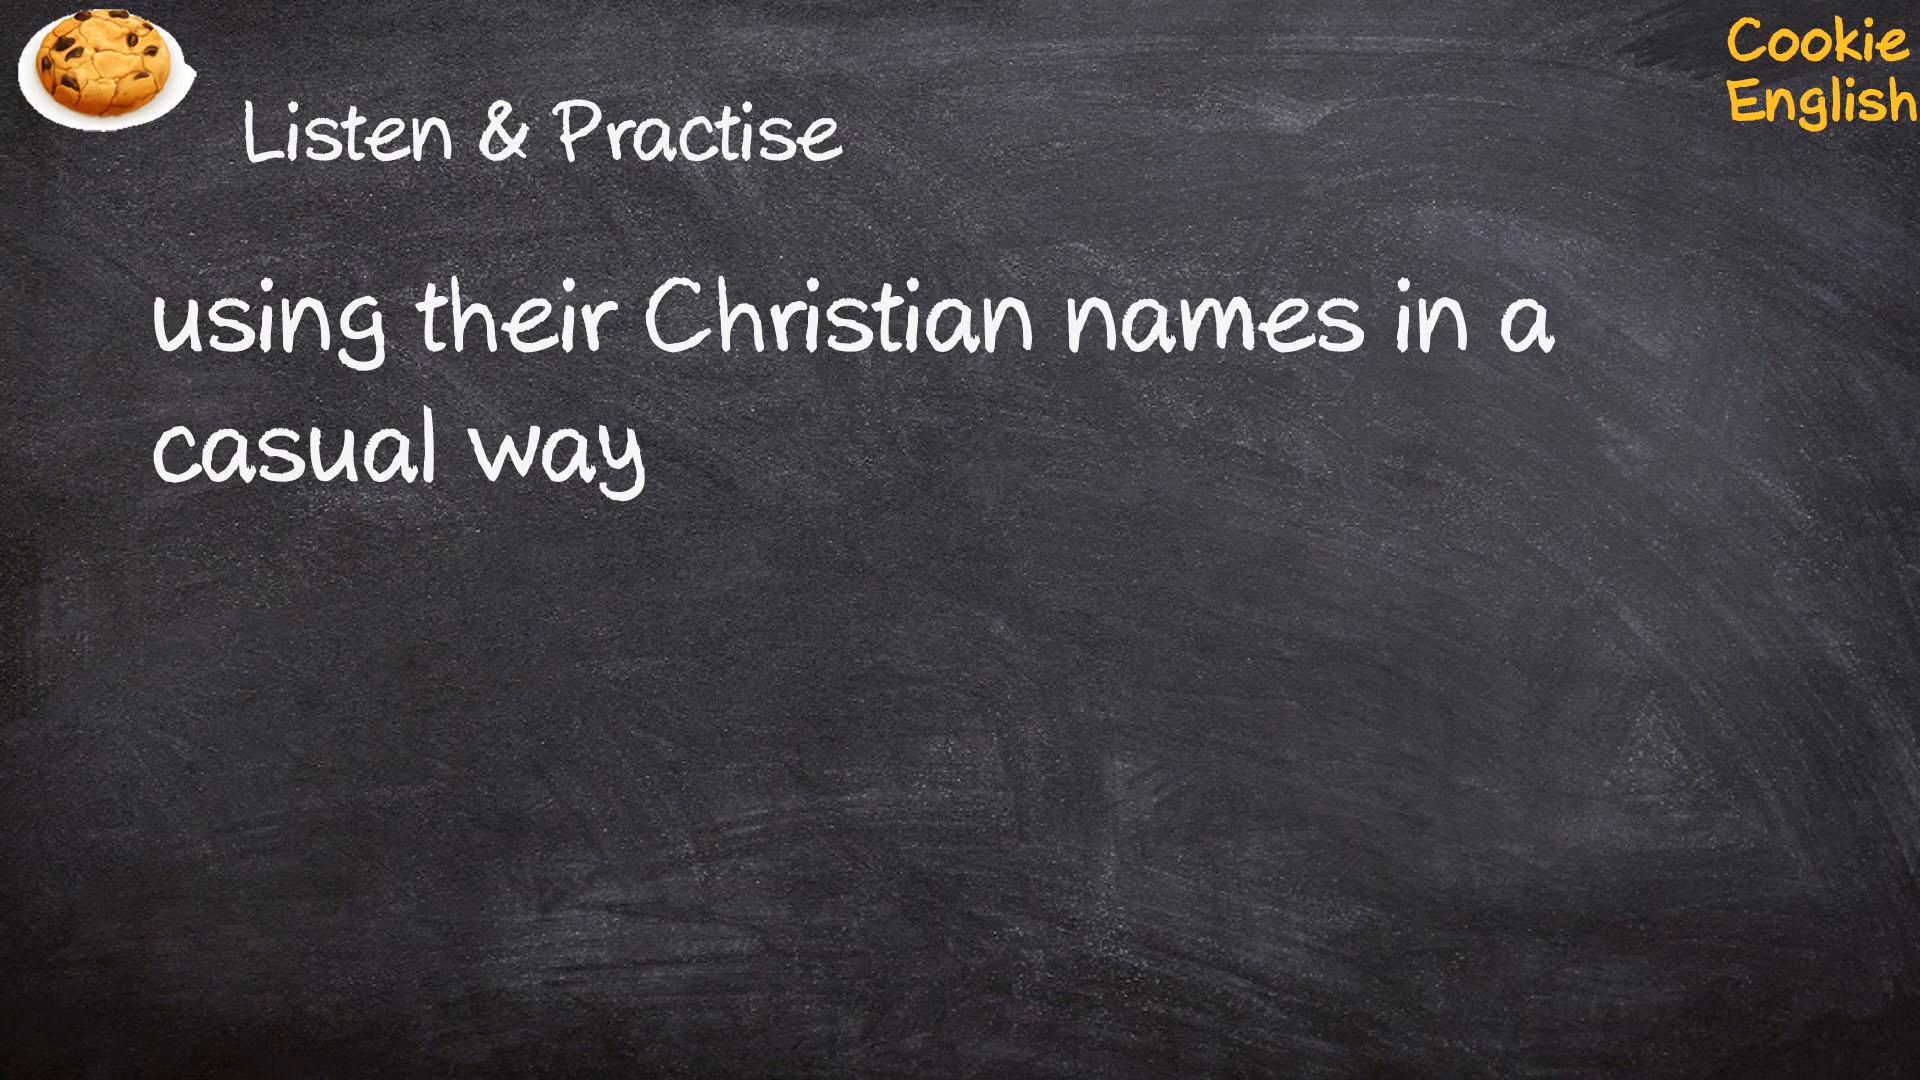 Cookie
English
Listen & Practise
using their Christian names in a
casual way